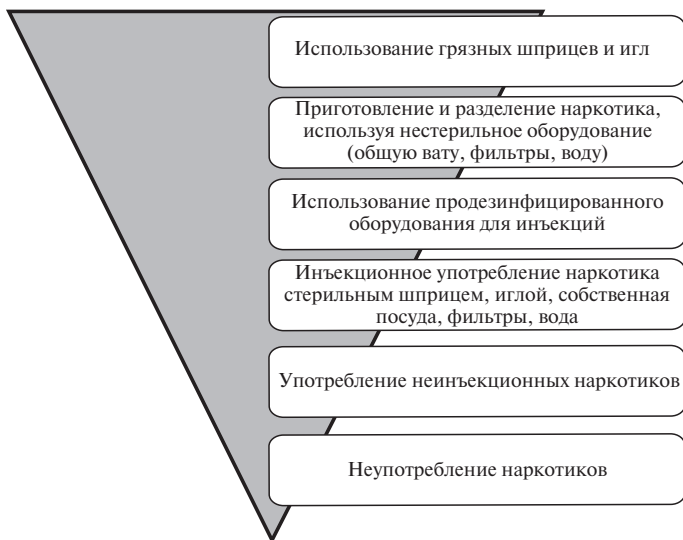 Использование грязных шприцев и игл
Приготовление и разделение наркотика,
используя нестерильное оборудование
(общую вату, фильтры, воду)
Использование продезинфицированного
оборудования для инъекций
Инъекционное употребление наркотика
стерильным шприцем, иглой, собственная
посуда, фильтры, вода
Употребление неинъекционных наркотиков
Неупотребление наркотиков